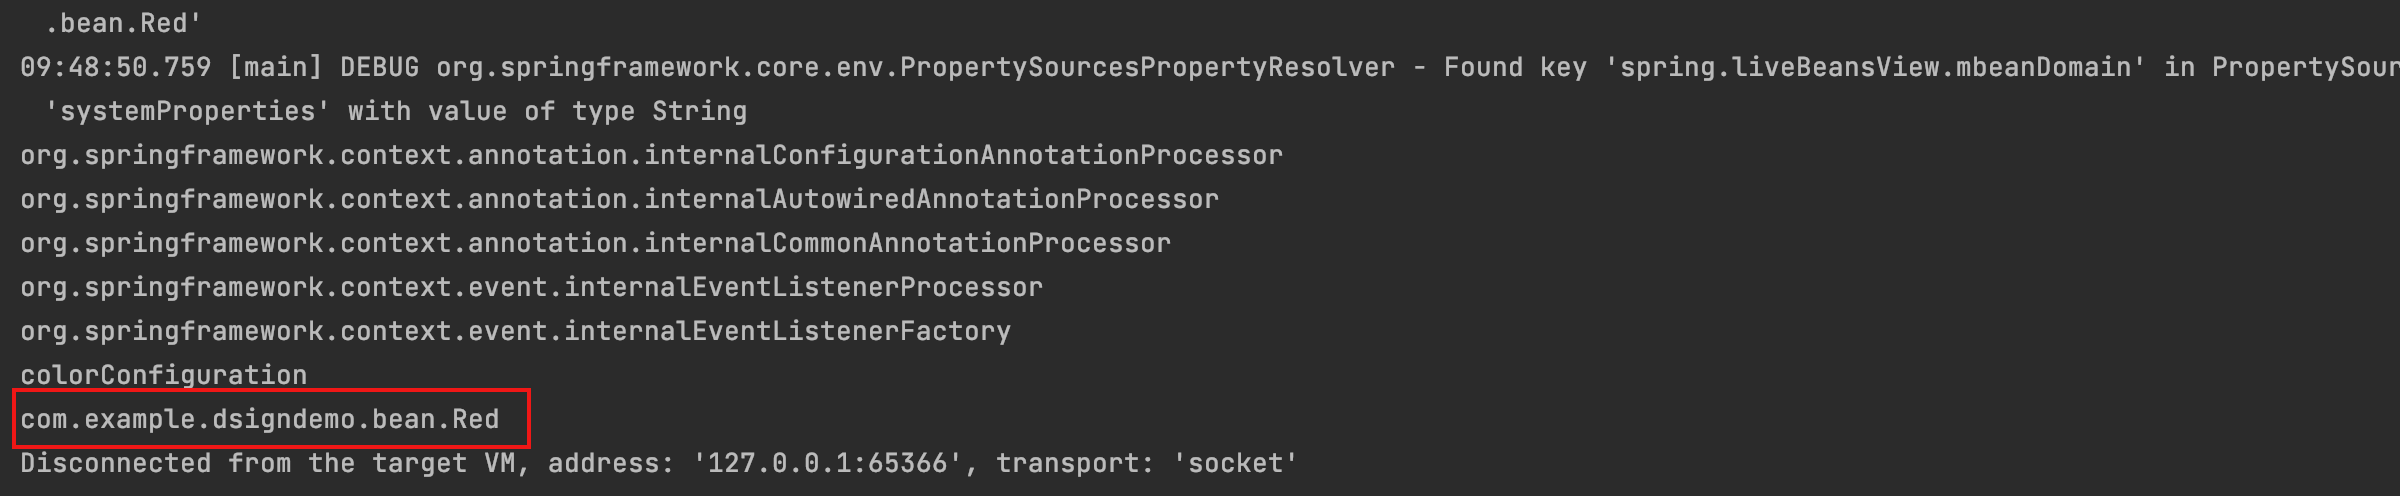 .bean.Red'
09:48:50.759 [main] DEBUG org.springframework.core.env.PropertySourcesPropertyResolver - Found key 'spring.liveBeansView.mbeanDomain' in PropertySour
'systemProperties' with value of type String
org.springframework.context.annotation.internalConfigurationAnnotationProcessor
org.springframework.context.annotation.internalAutowiredAnnotationProcessor
org.springframework.context.annotation.internalCommonAnnotationProcessor
org.springframework.context.event.internalEventListenerProcessor
org.springframework.context.event.internalEventListenerFactory
colorConfiguration
com.example.dsigndemo.bean.Red
Disconnected from the target VM, address: '127.0.0.1:65366', transport: 'socket'